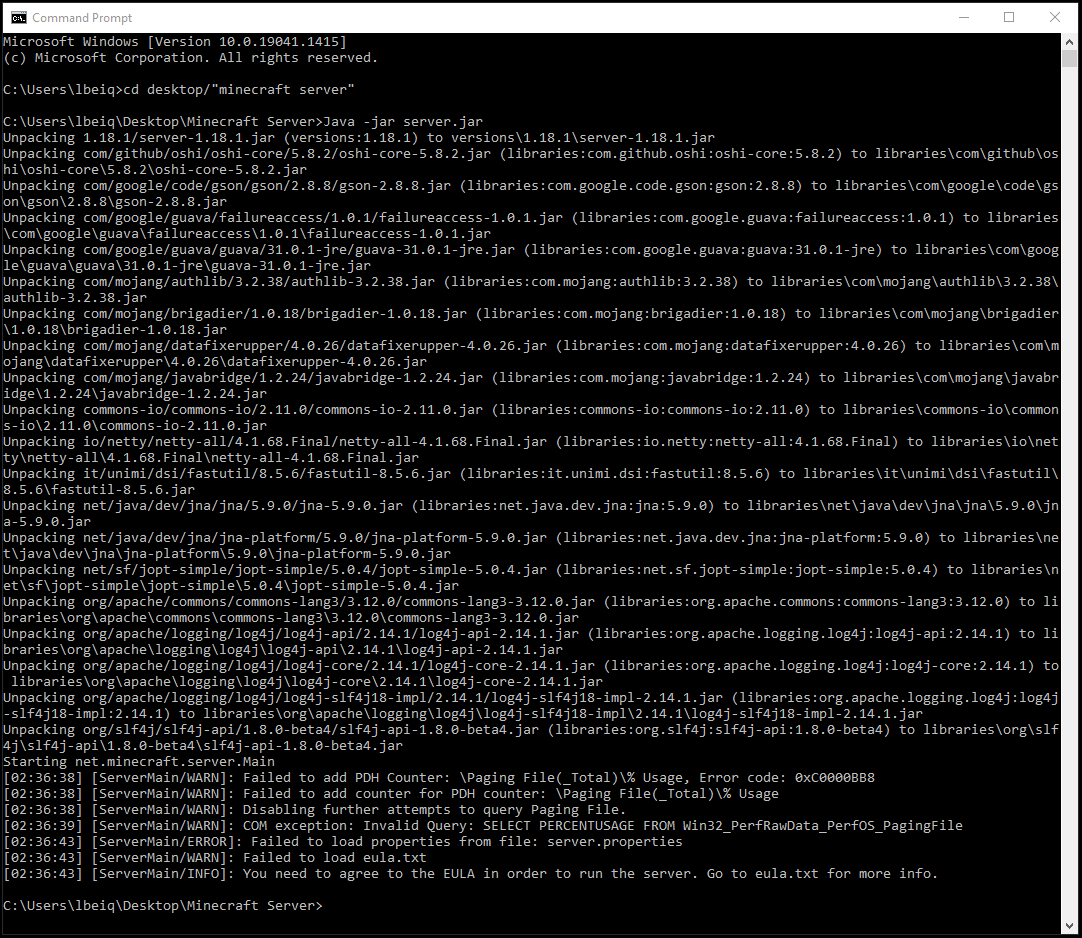 Command Prompt
Microsoft Windows [Version 10.0.19041.1415]
(c) Microsoft Corporation. All rights reserved.
C:\Users\lbeiq>cd desktop/"minecraft server"
C:\Users\lbeiq\Desktop\Minecraft Server>Java -jar server.jar
Unpacking 1.18.1/server-1.18.1.jar (versions:1.18.1) to versions\1.18.1\server-1.18.1.jar
Unpacking com/github/oshi/oshi-core/5.8.2/oshi-core-5.8.2.jar (libraries:com.github.oshi:oshi-core:5.8.2) to libraries\com\github\os
hi\oshi-core\5.8.2\oshi-core-5.8.2.jar
Unpacking com/google/code/gson/gson/2.8.8/gson-2.8.8.jar (libraries:com.google.code.gson:gson:2.8.8) to libraries\com\google\code\gs
on\gson\2.8.8\gson-2.8.8.jar
Unpacking com/google/guava/failureaccess/1.0.1/failureaccess-1.0.1.jar (libraries:com.google.guava:failureaccess:1.0.1) to libraries
\com\google\guava\failureaccess\1.0.1\failureaccess-1.0.1.jar
Unpacking com/google/guava/guava/31.0.1-jre/guava-31.0.1-jre.jar (libraries:com.google.guava:guava:31.0.1-jre) to libraries\com\goog
le\guava\guava\31.0.1-jre\guava-31.0.1-jre.jar
Unpacking com/mojang/authlib/3.2.38/authlib-3.2.38.jar (libraries:com.mojang:authlib:3.2.38) to libraries\com\mojang\authlib\3.2.38\
authlib-3.2.38.jar
Unpacking com/mojang/brigadier/1.0.18/brigadier-1.0.18.jar (libraries:com.mojang:brigadier:1.0.18) to libraries\com\mojang\brigadier
\1.0.18\brigadier-1.0.18.jar
Unpacking com/mojang/datafixerupper/4.0.26/datafixerupper-4.0.26.jar (libraries:com.mojang:datafixerupper:4.0.26) to libraries\com\m
ojang\datafixerupper\4.0.26\datafixerupper-4.0.26.jar
Unpacking com/mojang/javabridge/1.2.24/javabridge-1.2.24.jar (libraries:com.mojang:javabridge:1.2.24) to libraries\com\mojang\javabr
idge\1.2.24\javabridge-1.2.24.jar
Unpacking commons-io/commons-io/2.11.0/commons-io-2.11.0.jar (libraries:commons-io:commons-io:2.11.0) to libraries\commons-io\common
s-io\2.11.0\commons-io-2.11.0.jar
Unpacking io/netty/netty-all/4.1.68.Final/netty-all-4.1.68.Final.jar (libraries:io.netty:netty-all:4.1.68.Final) to libraries\io\net
ty\netty-all\4.1.68.Final\netty-all-4.1.68.Final.jar
Unpacking it/unimi/dsi/fastutil/8.5.6/fastutil-8.5.6.jar (libraries:it.unimi.dsi:fastutil:8.5.6) to libraries\it\unimi\dsi\fastutil\
8.5.6\fastutil-8.5.6.jar
Unpacking net/java/dev/jna/jna/5.9.0/jna-5.9.0.jar (libraries:net.java.dev.jna:jna:5.9.0) to libraries\net\java\dev\jna\jna\5.9.0\jn
a-5.9.0.jar
Unpacking net/java/dev/jna/jna-platform/5.9.0/jna-platform-5.9.0.jar (libraries:net.java.dev.jna:jna-platform:5.9.0) to libraries\ne
t\java\dev\jna\jna-platform\5.9.0\jna-platform-5.9.0.jar
Unpacking net/sf/jopt-simple/jopt-simple/5.0.4/jopt-simple-5.0.4.jar (libraries:net.sf.jopt-simple:jopt-simple:5.0.4) to libraries\n
et\sf\jopt-simple\jopt-simple\5.0.4\jopt-simple-5.0.4.jar
Unpacking org/apache/commons/commons-lang3/3.12.0/commons-lang3-3.12.0.jar (libraries:org.apache.commons:commons-lang3:3.12.0) to li
braries\org\apache\commons\commons-lang3\3.12.0\commons-lang3-3.12.0.jar
Unpacking org/apache/logging/log4j/log4j-api/2.14.1/log4j-api-2.14.1.jar (libraries:org.apache.logging.log4j:log4j-api:2.14.1) to li
braries\org\apache\logging\log4j\log4j-api\2.14.1\log4j-api-2.14.1.jar
Unpacking org/apache/logging/log4j/log4j-core/2.14.1/log4j-core-2.14.1.jar (libraries:org.apache.logging.log4j:log4j-core:2.14.1) to
 libraries\org\apache\logging\log4j\log4j-core\2.14.1\log4j-core-2.14.1.jar
Unpacking org/apache/logging/log4j/log4j-slf4j18-impl/2.14.1/log4j-slf4j18-impl-2.14.1.jar (libraries:org.apache.logging.log4j:log4j
-slf4j18-impl:2.14.1) to libraries\org\apache\logging\log4j\log4j-slf4j18-impl\2.14.1\log4j-slf4j18-impl-2.14.1.jar
Unpacking org/slf4j/slf4j-api/1.8.0-beta4/slf4j-api-1.8.0-beta4.jar (libraries:org.slf4j:slf4j-api:1.8.0-beta4) to libraries\org\slf
4j\slf4j-api\1.8.0-beta4\slf4j-api-1.8.0-beta4.jar
Starting net.minecraft.server.Main
[02:36:38] [ServerMain/WARN]: Failed to add PDH Counter: \Paging File(_Total)\% Usage, Error code: 0xC0000BB8
[02:36:38] [ServerMain/WARN]: Failed to add counter for PDH counter: \Paging File(_Total)\% Usage
[02:36:38] [ServerMain/WARN]: Disabling further attempts to query Paging File.
[02:36:39] [ServerMain/WARN]: COM exception: Invalid Query: SELECT PERCENTUSAGE FROM Win32_PerfRawData_PerfOS_PagingFile
[02:36:43] [ServerMain/ERROR]: Failed to load properties from file: server.properties
[02:36:43] [ServerMain/WARN]: Failed to load eula.txt
[02:36:43] [ServerMain/INFO]: You need to agree to the EULA in order to run the server. Go to eula.txt for more info.
C:\Users\lbeiq\Desktop\Minecraft Server>